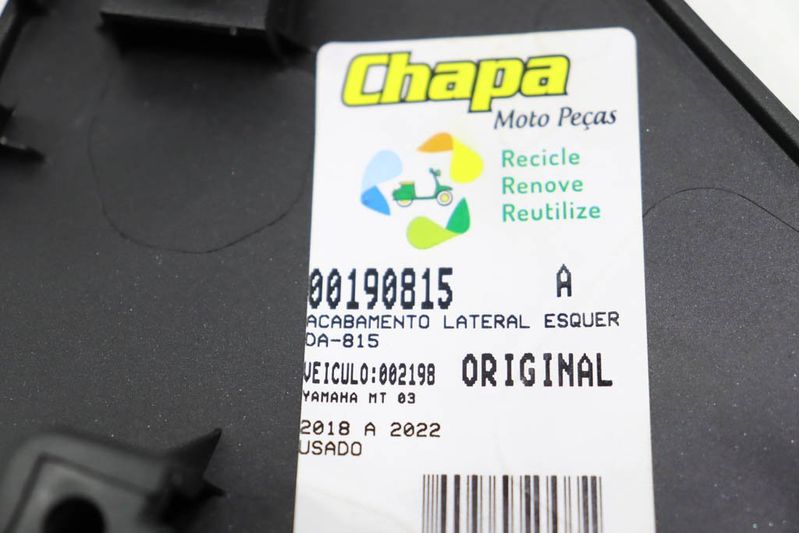 Chapa
Moto Peças
Recicle
Renove
Reutilize
00190815 A
ACABAMENTO LATERAL ESQUER
DA-815
VEICULO:002198 ORIGINAL
YAMAHA MT 03
2018 A 2022
USADO